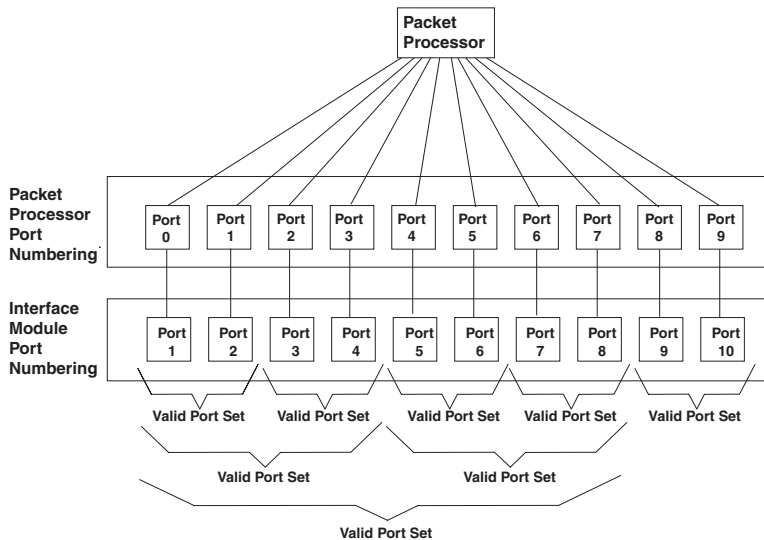 Packet
Processor
Packet
Processor
Port
Numbering
Port
0
Port
1
Port
2
Port
3
Port
4
Port
5
Port
6
Port
7
Port
8
Port
9
Interface
Module
Port
Numbering
Port
1
Port
2
Port
3
Port
4
Port
5
Port
6
Port
7
Port
8
Port
9
Port
10
Valid Port Set
Valid Port Set
Valid Port Set
Valid Port Set
Valid Port Set
Valid Port Set
Valid Port Set
Valid Port Set